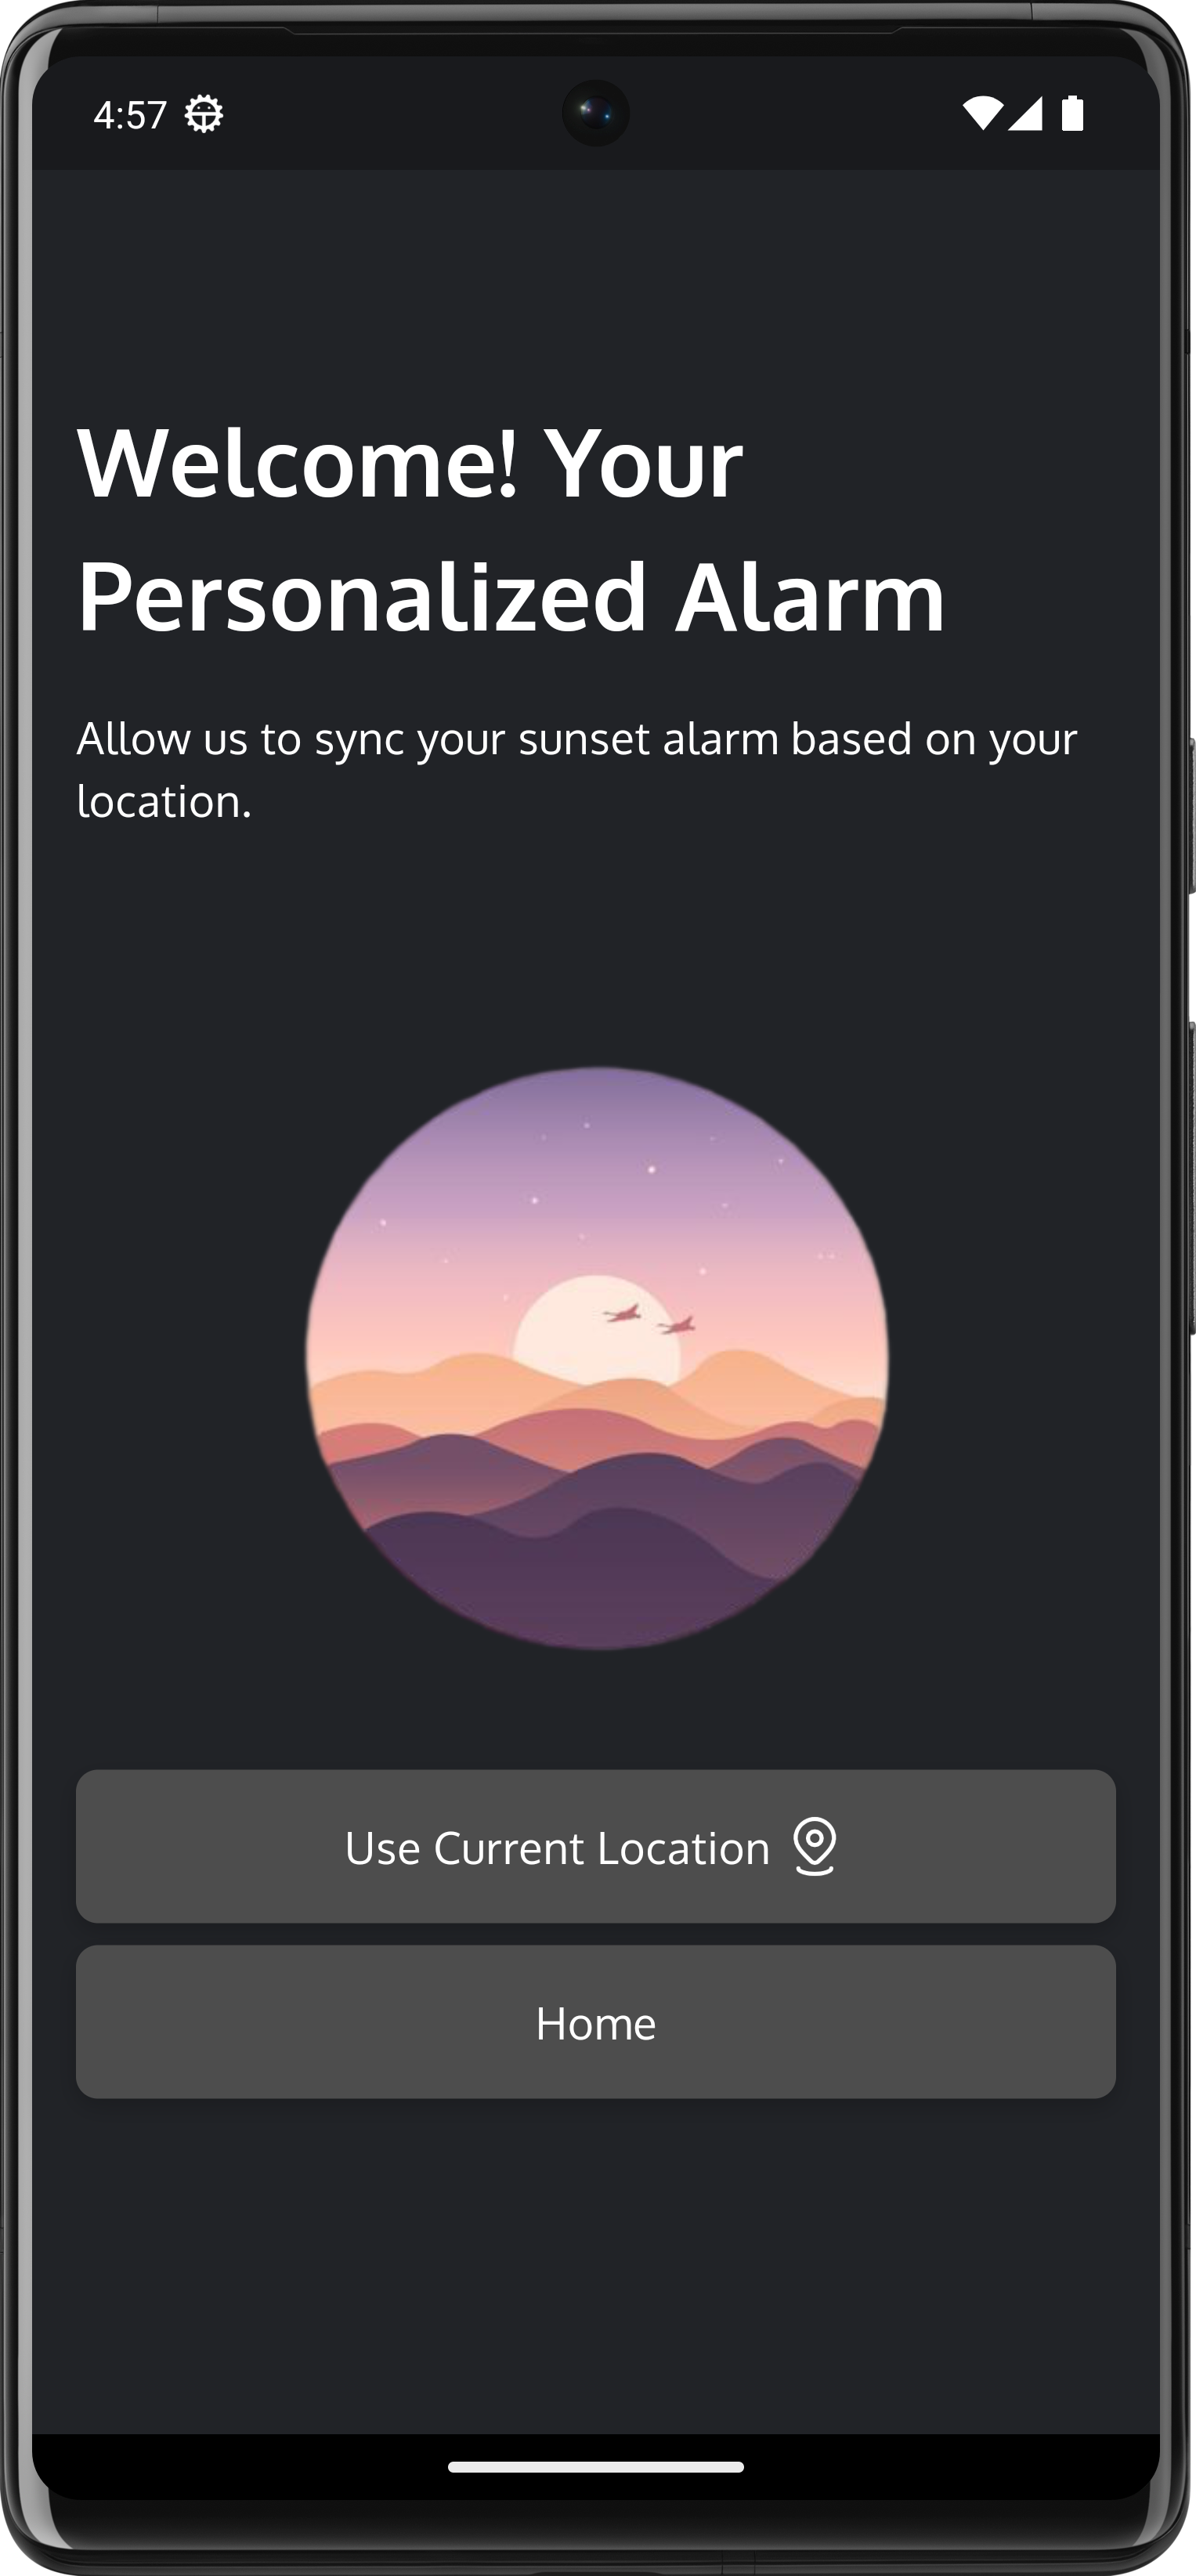 4:57
Welcome! Your
Personalized Alarm
Allow us to sync your sunset alarm based on your
location.
Use Current Location
Home